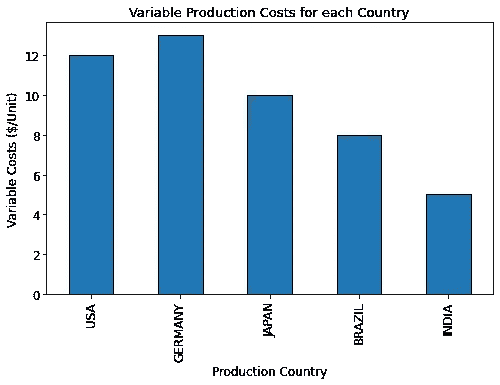 Variable Production Costs for each Country
Variable Costs ($/Unit)
12
10
8
6
4
2
0
USA
GERMANY
JAPAN
BRAZIL
INDIA
Production Country